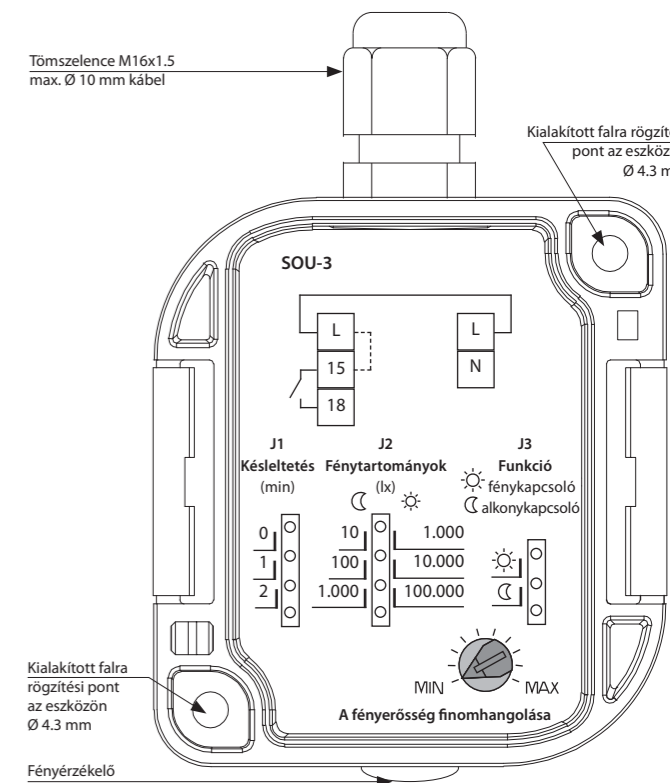 Tömszelence M16x1.5
max. Ø 10 mm kábel
Kialakított falra
pont az
Ø 4.3
SOU-3
L
15
18
L
N
J1
Késleltetés
(min)
0
1
2
J2
Fénytartományok
(lx)
10 1.000
100 10.000
1.000 100.000
J3
Funkció
fénykapcsoló
alkonykapcsoló
MIN MAX
A fényerősség finomhangolása
Kialakított falra
rögzítési pont
az eszközön
Ø 4.3 mm
Fényérzékelő